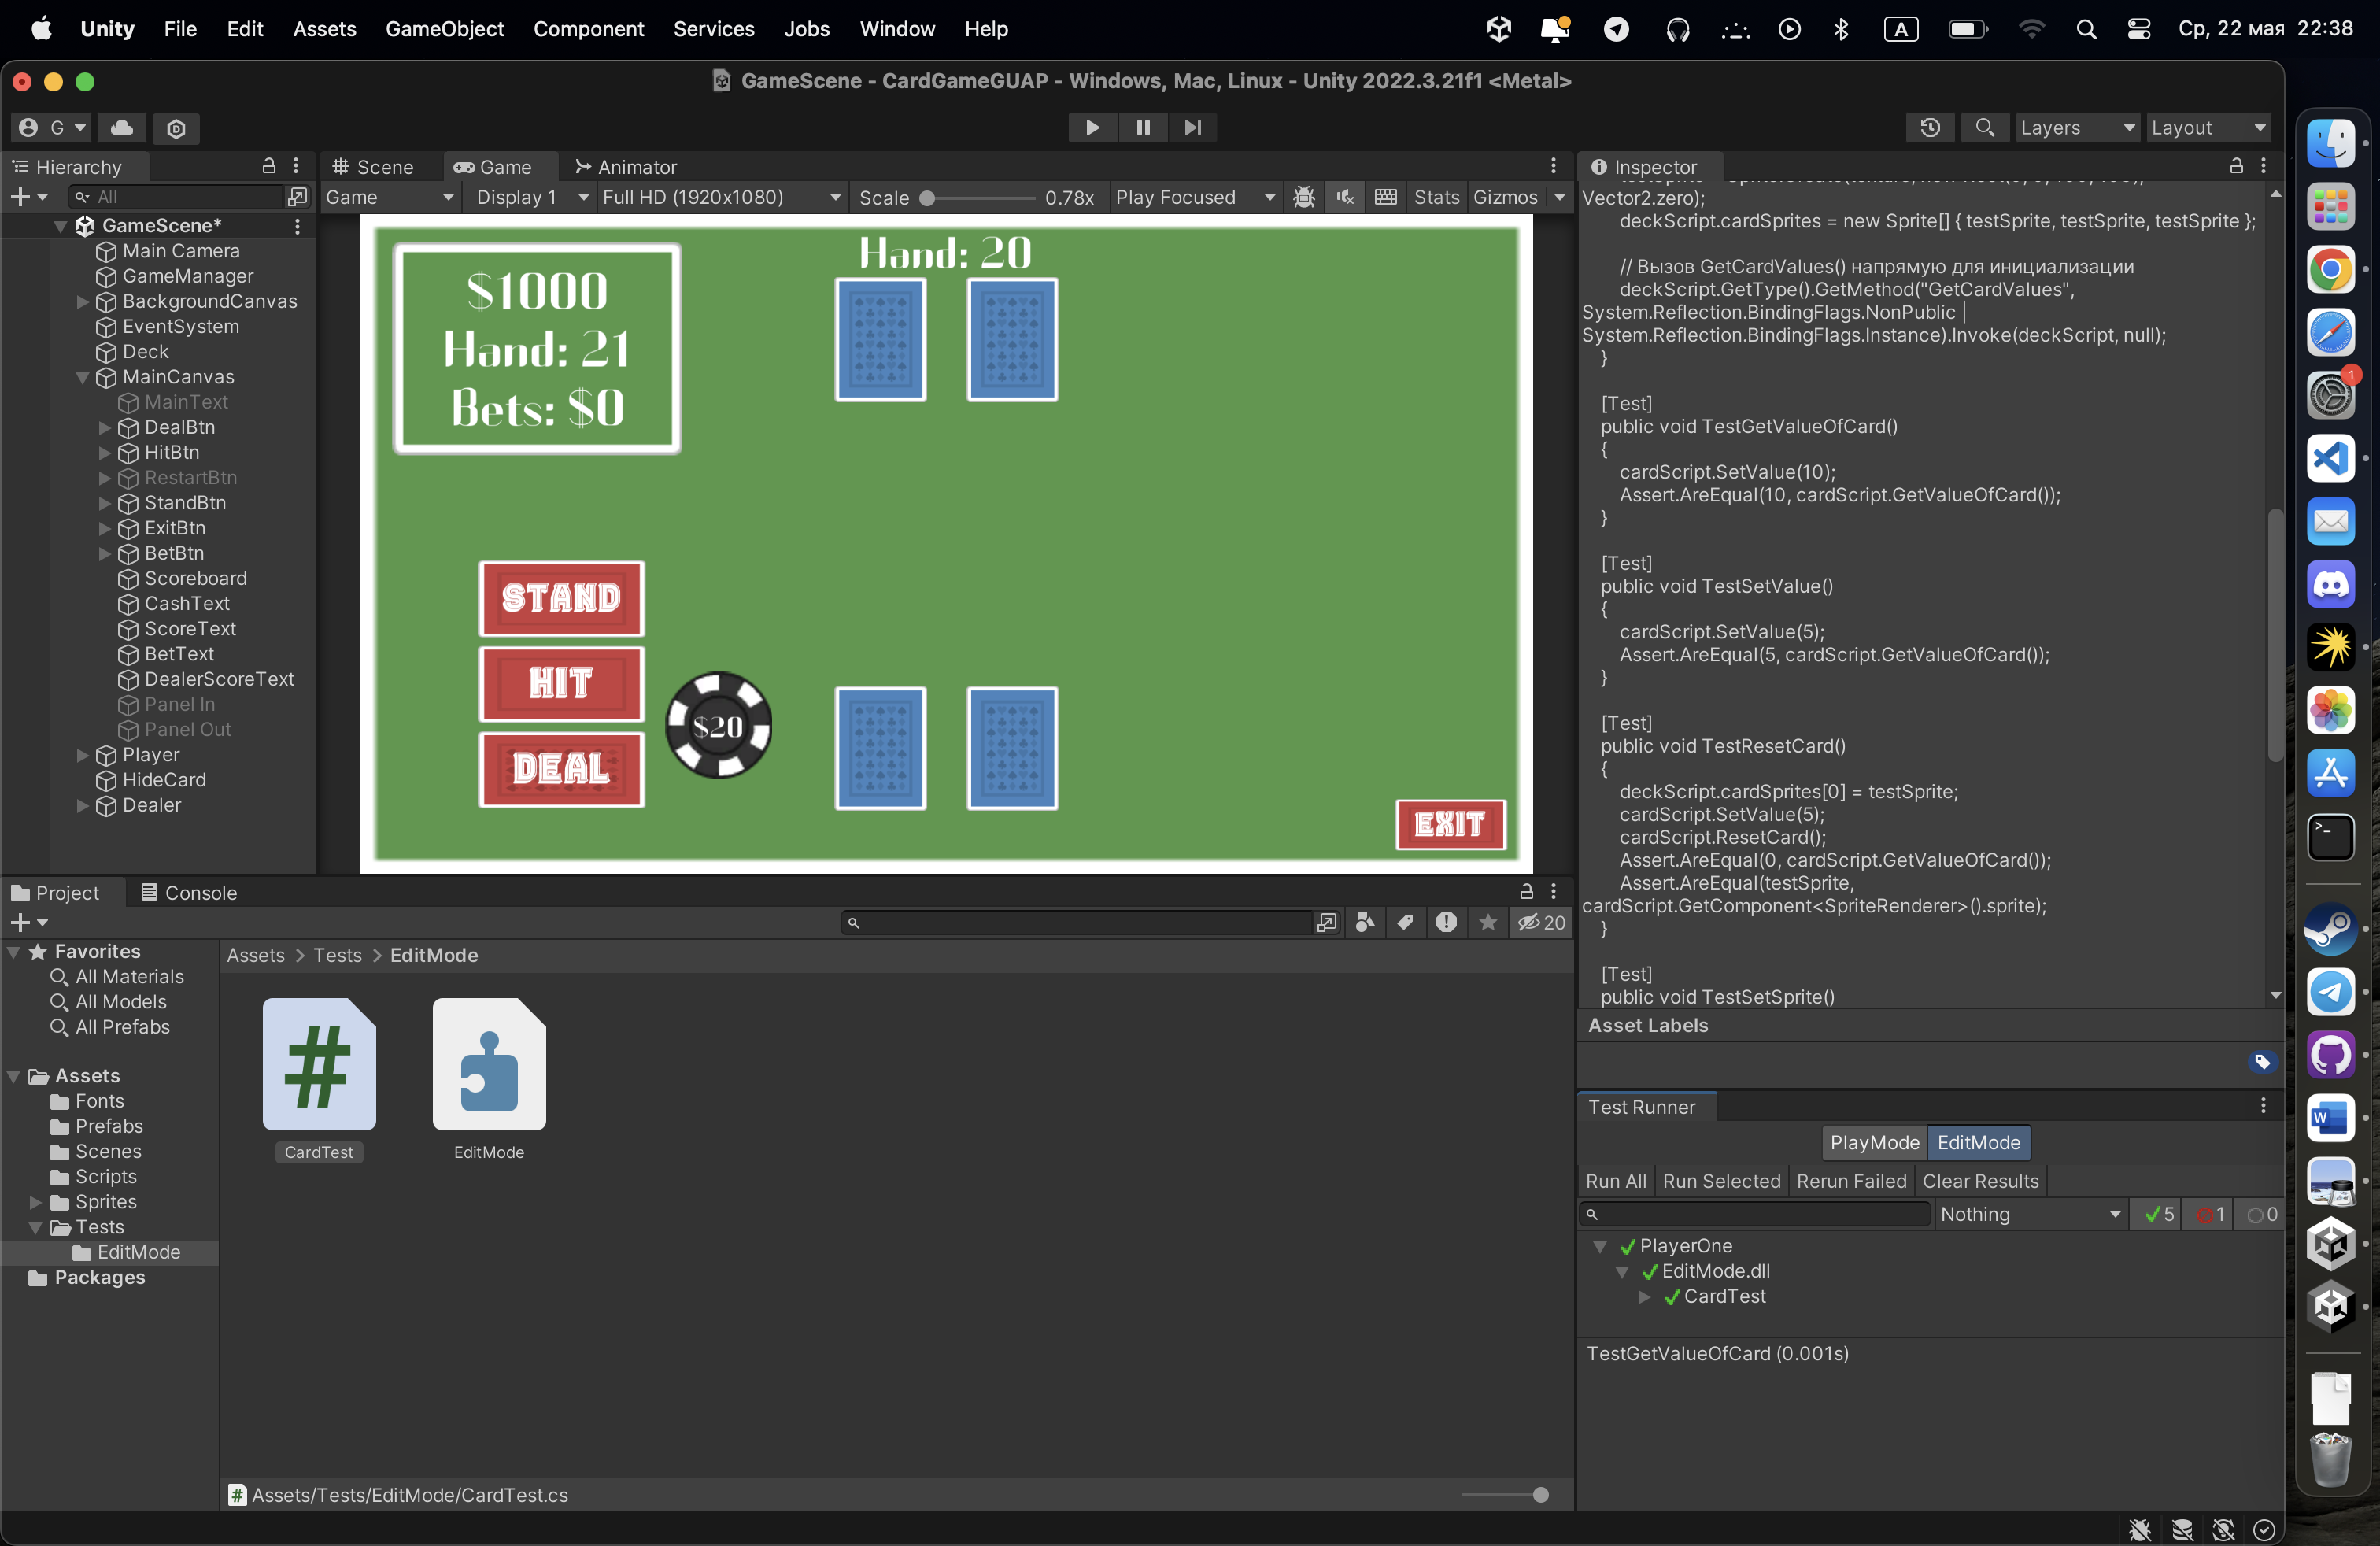 Unity File Edit Assets GameObject Component Services Jobs Window Help
A
Ср, 22 мая 22:38
GameScene - CardGameGUAP - Windows, Mac, Linux - Unity 2022.3.21f1 <Metal>
G
Layers
Layout
Hierarchy
All
GameScene*
Main Camera
GameManager
BackgroundCanvas
EventSystem
Deck
MainCanvas
MainText
DealBtn
HitBtn
RestartBtn
StandBtn
ExitBtn
BetBtn
Scoreboard
CashText
ScoreText
BetText
DealerScoreText
Panel In
Panel Out
Player
HideCard
Dealer
Scene
Game
Animator
Game
Display 1
Full HD (1920x1080)
Scale
0.78x
Play Focused
Stats
Gizmos
$1000
Hand: 21
Bets: $0
Hand: 20
STAND
HIT
DEAL
$20
EXIT
Inspector
Vector2.zero);
deckScript.cardSprites = new Sprite[] { testSprite, testSprite, testSprite };
// Вызов GetCardValues() напрямую для инициализации
deckScript.GetType().GetMethod("GetCardValues",
System.Reflection.BindingFlags.NonPublic |
System.Reflection.BindingFlags.Instance).Invoke(deckScript, null);
}
[Test]
public void TestGetValueOfCard()
{
cardScript.SetValue(10);
Assert.AreEqual(10, cardScript.GetValueOfCard());
}
[Test]
public void TestSetValue()
{
cardScript.SetValue(5);
Assert.AreEqual(5, cardScript.GetValueOfCard());
}
[Test]
public void TestResetCard()
{
deckScript.cardSprites[0] = testSprite;
cardScript.SetValue(5);
cardScript.ResetCard();
Assert.AreEqual(0, cardScript.GetValueOfCard());
Assert.AreEqual(testSprite,
cardScript.GetComponent<SpriteRenderer>().sprite);
}
[Test]
public void TestSetSprite()
Asset Labels
Test Runner
PlayMode
EditMode
Run All
Run Selected
Rerun Failed
Clear Results
Nothing
5
1
0
PlayerOne
EditMode.dll
CardTest
TestGetValueOfCard (0.001s)
Project
Console
20
Favorites
All Materials
All Models
All Prefabs
Assets
Fonts
Prefabs
Scenes
Scripts
Sprites
Tests
EditMode
Packages
Assets > Tests > EditMode
#
CardTest
EditMode
Assets/Tests/EditMode/CardTest.cs
1
W